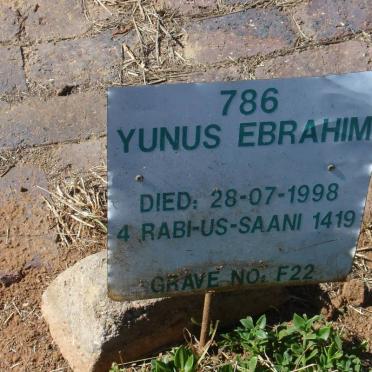 786
YUNUS EBRAHIM
DIED: 28-07-1998
4 RABI-US-SAANI 1419
GRAVE NO: F22